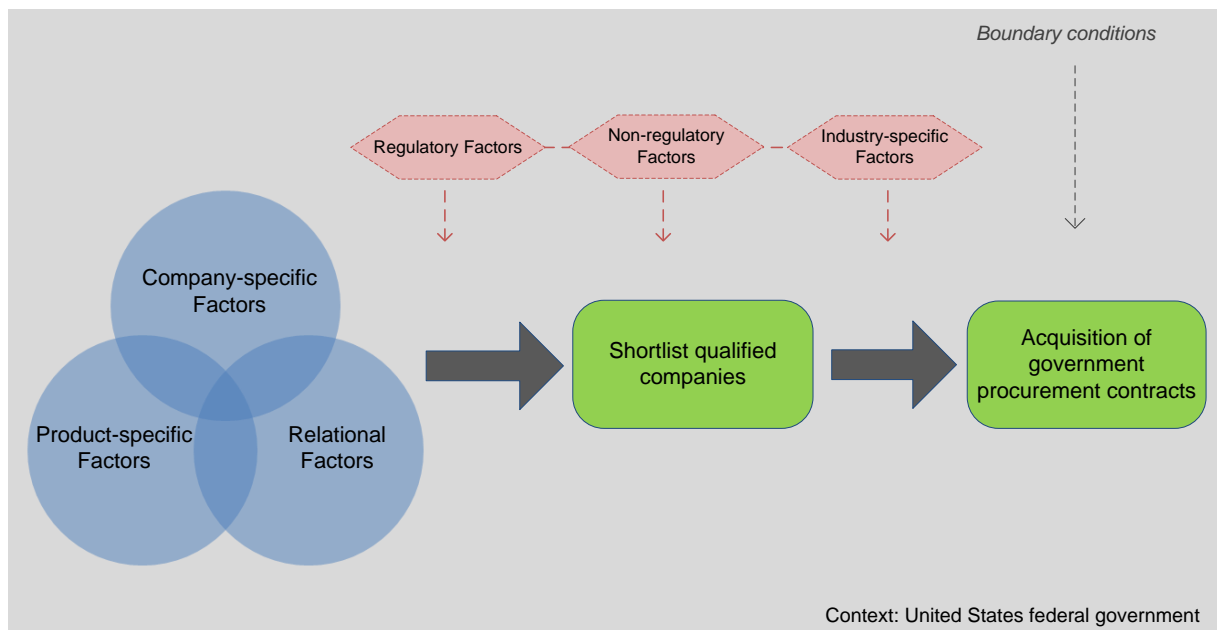 Boundary conditions
Regulatory Factors
Non-regulatory
Factors
Industry-specific
Factors
Company-specific
Factors
Product-specific
Factors
Relational
Factors
Shortlist qualified
companies
Acquisition of
government
procurement contracts
Context: United States federal government